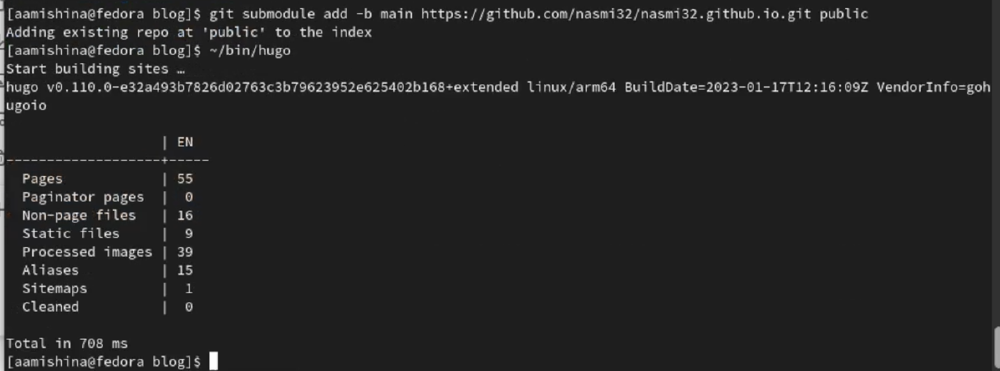 [aamishina@fedora blog]$ git submodule add -b main https://github.com/nasmi32/nasmi32.github.io.git public
Adding existing repo at 'public' to the index
[aamishina@fedora blog]$ ~/bin/hugo
Start building sites …
hugo v0.110.0-e32a493b7826d02763c3b79623952e625402b168+extended linux/arm64 BuildDate=2023-01-17T12:16:09Z VendorInfo=goh
ugoio
                   | EN
-------------------+-----
  Pages            | 55
  Paginator pages  |  0
  Non-page files   | 16
  Static files     |  9
  Processed images | 39
  Aliases          | 15
  Sitemaps         |  1
  Cleaned          |  0
Total in 708 ms
[aamishina@fedora blog]$